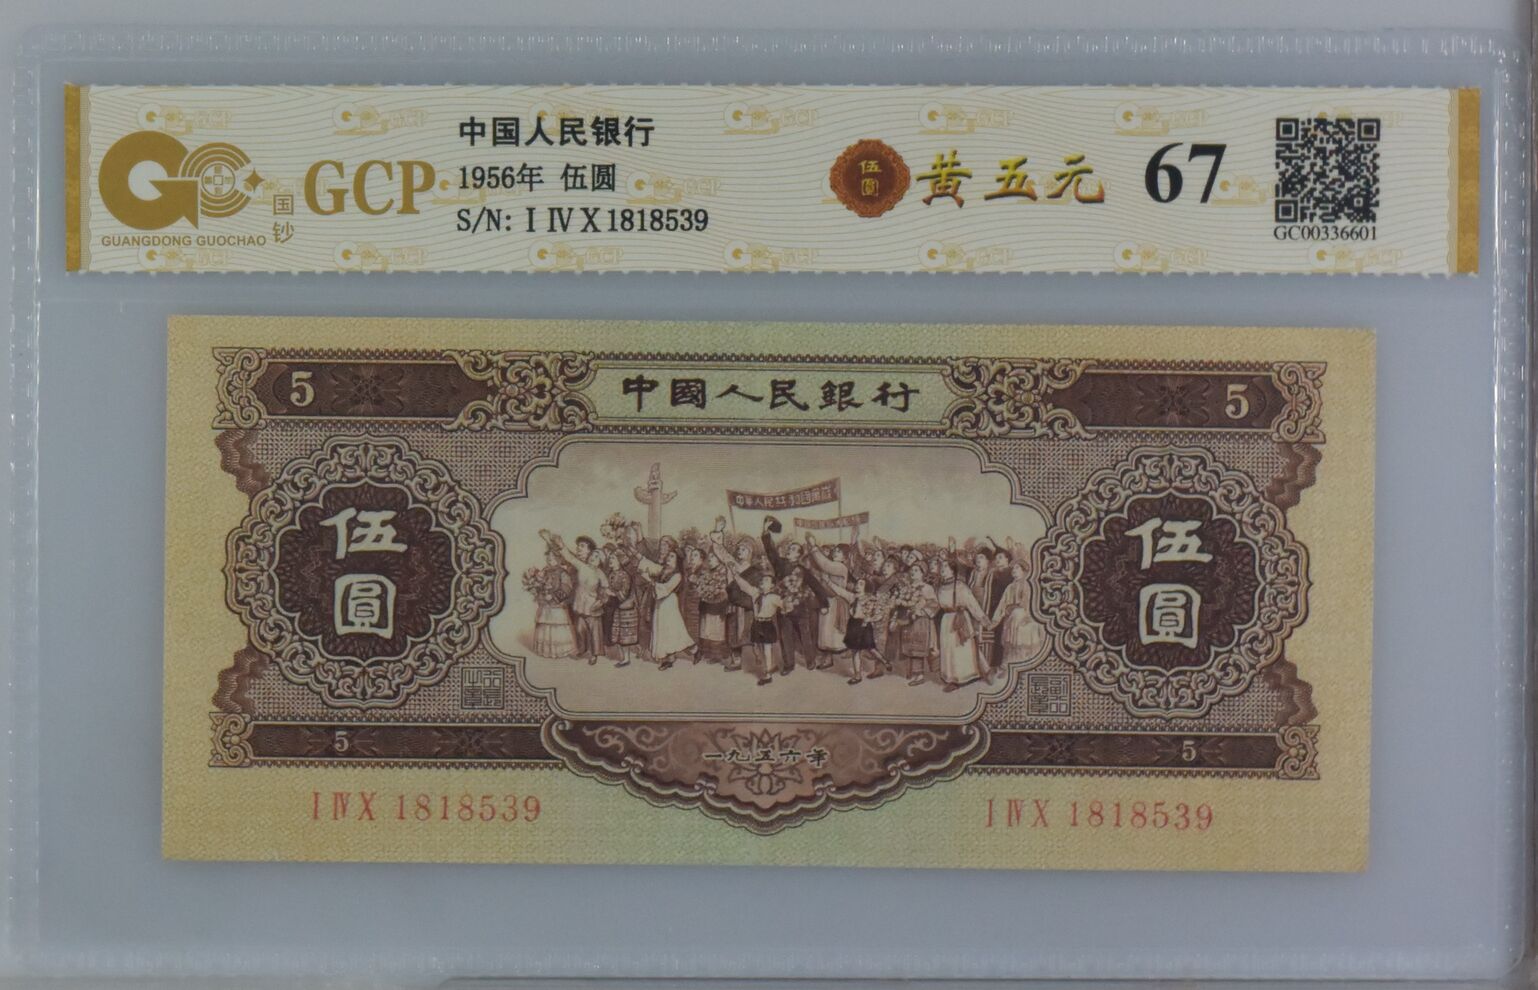 GCP
国钞
GUANGDONG GUOCHAO
中国人民银行
1956年 伍圆
S/N: I IV X 1818539
伍圓
黄五元
67
GC00336601
5
中國人民銀行
5
伍圓
伍圓
5
一九五六年
5
I IV X 1818539
I IV X 1818539